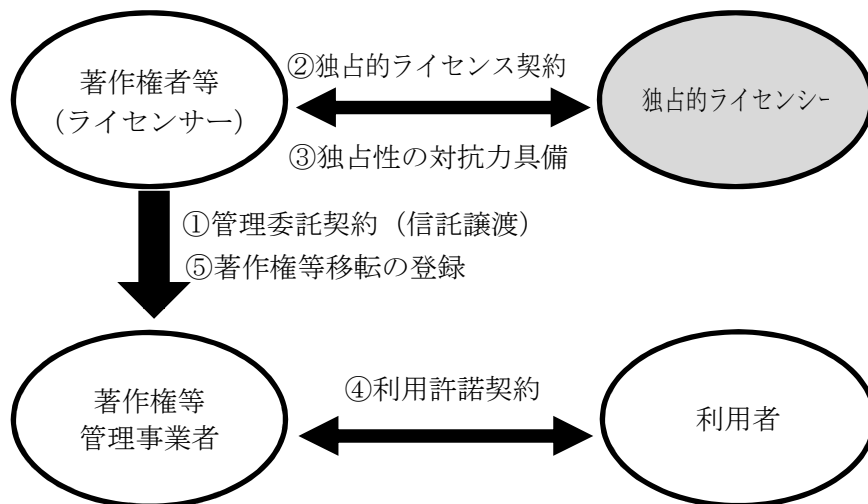 著作権者等
（ライセンサー）
②独占的ライセンス契約
③独占性の対抗力具備
独占的ライセンシー
①管理委託契約（信託譲渡）
⑤著作権等移転の登録
著作権等
管理事業者
④利用許諾契約
利用者